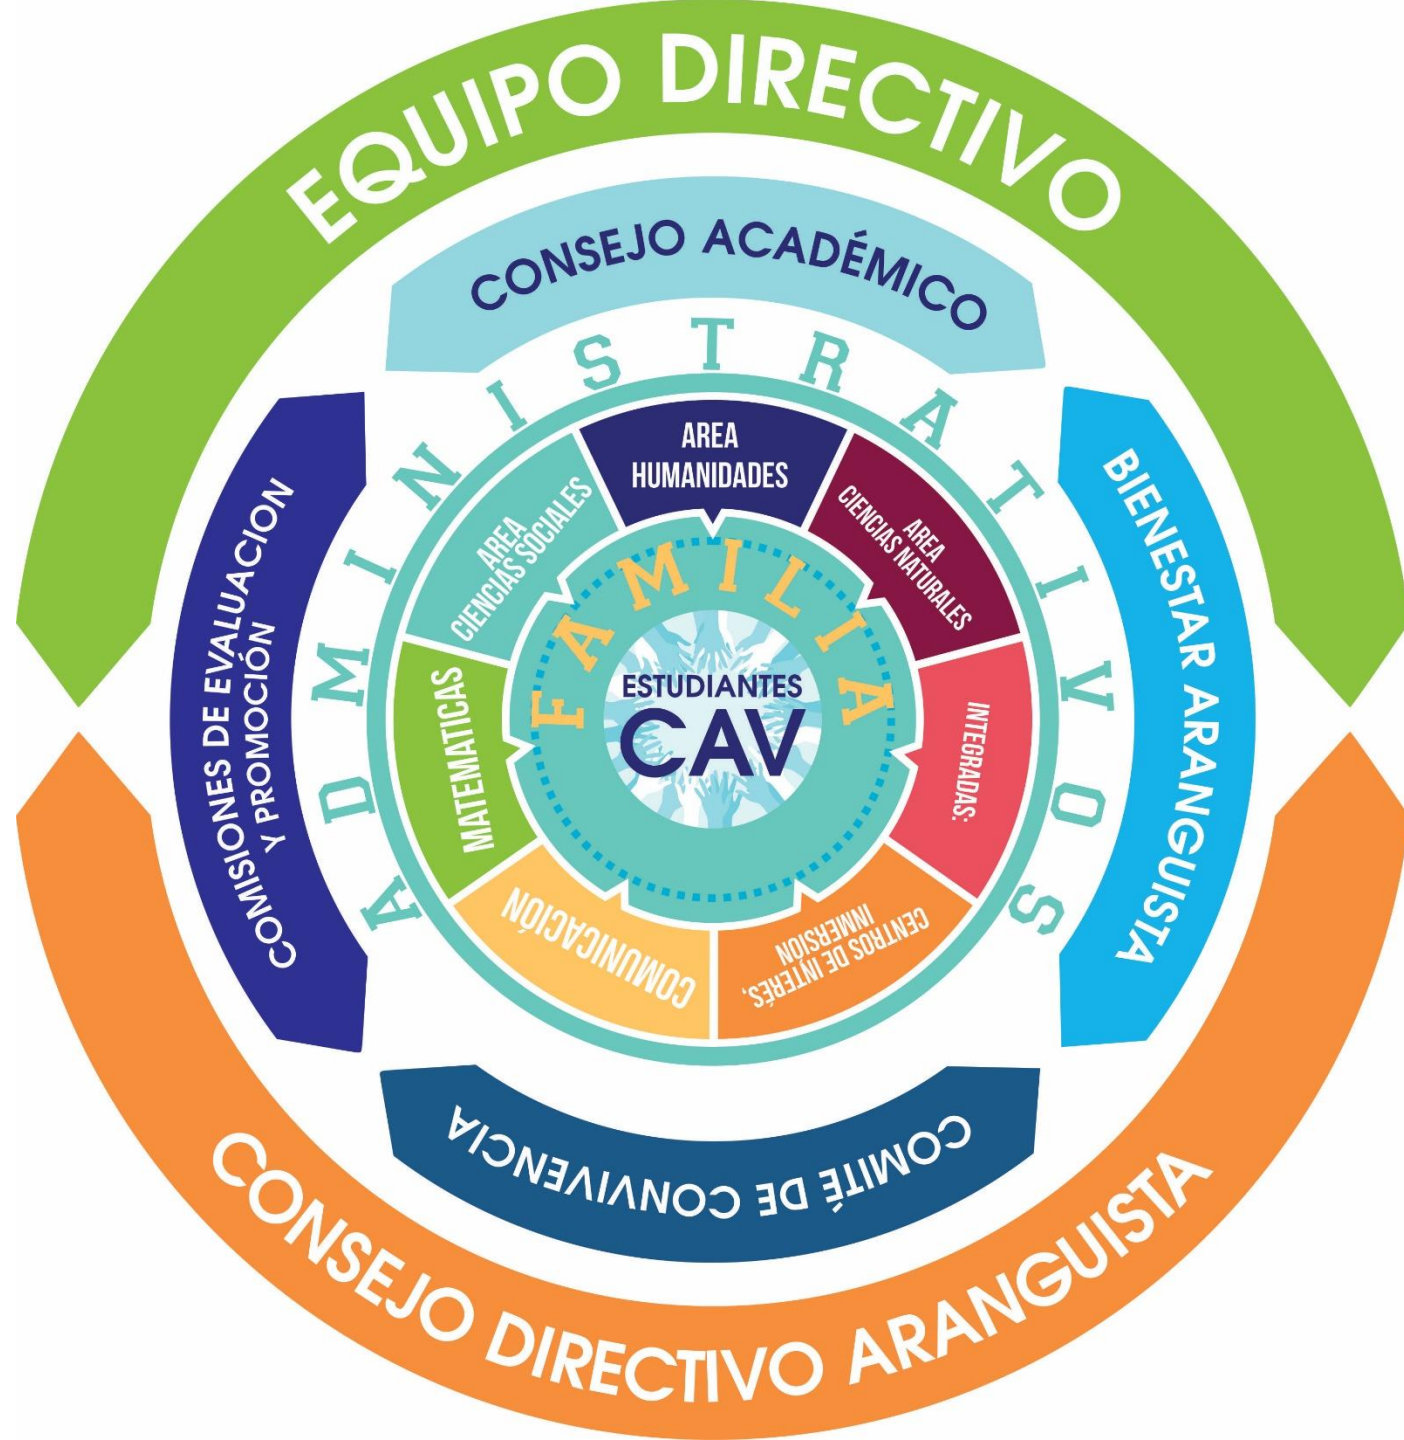 EQUIPO DIRECTIVO
CONSEJO ACADÉMICO
ADMINISTRATIVOS
COMISIONES DE EVALUACION
Y PROMOCIÓN
BIENESTAR ARANGUISTA
AREA
HUMANIDADES
AREA
CIENCIAS NATURALES
INTEGRADAS:
CENTROS DE INTERÉS,
INMERSIÓN
COMUNICACIÓN
MATEMATICAS
AREA
CIENCIAS SOCIALES
FAMILIA
ESTUDIANTES
CAV
COMITÉ DE CONVIVENCIA
CONSEJO DIRECTIVO ARANGUISTA